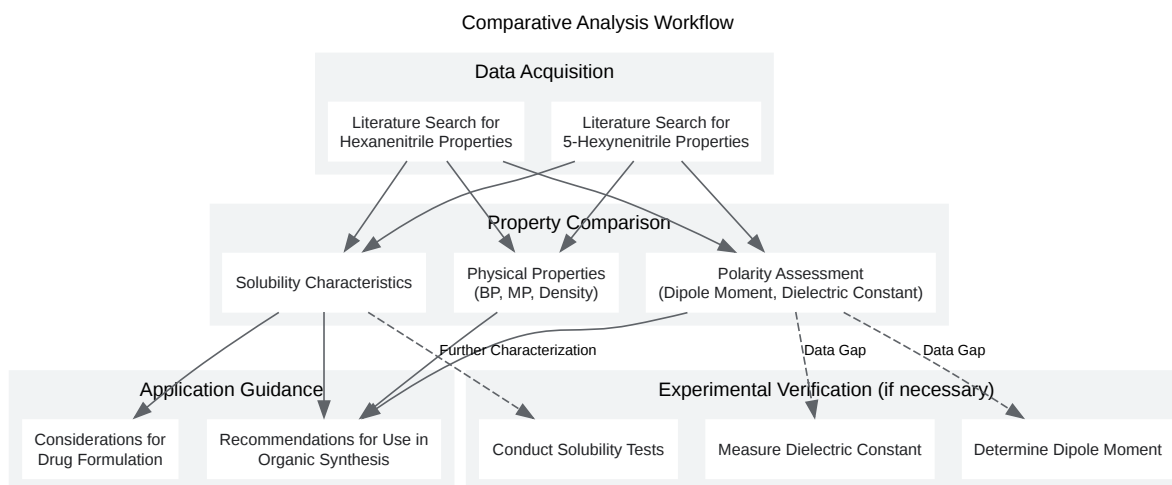 Comparative Analysis Workflow
Data Acquisition
Literature Search for
Hexanenitrile Properties
Literature Search for
5-Hexynenitrile Properties
Property Comparison
Solubility Characteristics
Physical Properties
(BP, MP, Density)
Polarity Assessment
(Dipole Moment, Dielectric Constant)
Further Characterization
Data Gap
Data Gap
Application Guidance
Experimental Verification (if necessary)
Considerations for
Drug Formulation
Recommendations for Use in
Organic Synthesis
Conduct Solubility Tests
Measure Dielectric Constant
Determine Dipole Moment